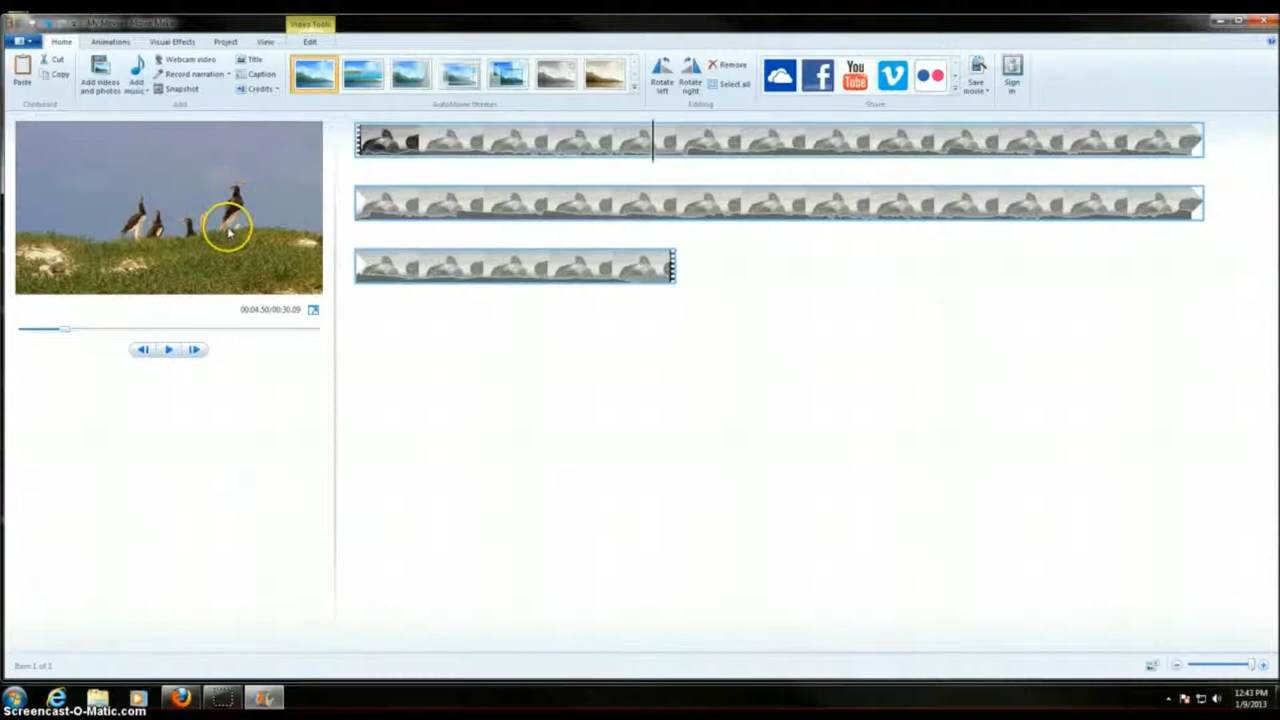 My Movie - Movie Maker
Video Tools
Home
Animations
Visual Effects
Project
View
Edit
Paste
Cut
Copy
Clipboard
Add videos and photos
Add music
Webcam video
Record narration
Snapshot
Title
Caption
Credits
Add
AutoMovie themes
Rotate left
Rotate right
Remove
Select all
Editing
f
You Tube
V
Share
Save movie
Sign in
00:04.50/00:30.09
Item 1 of 1
12:43 PM
1/9/2013
Screencast-O-Matic.com